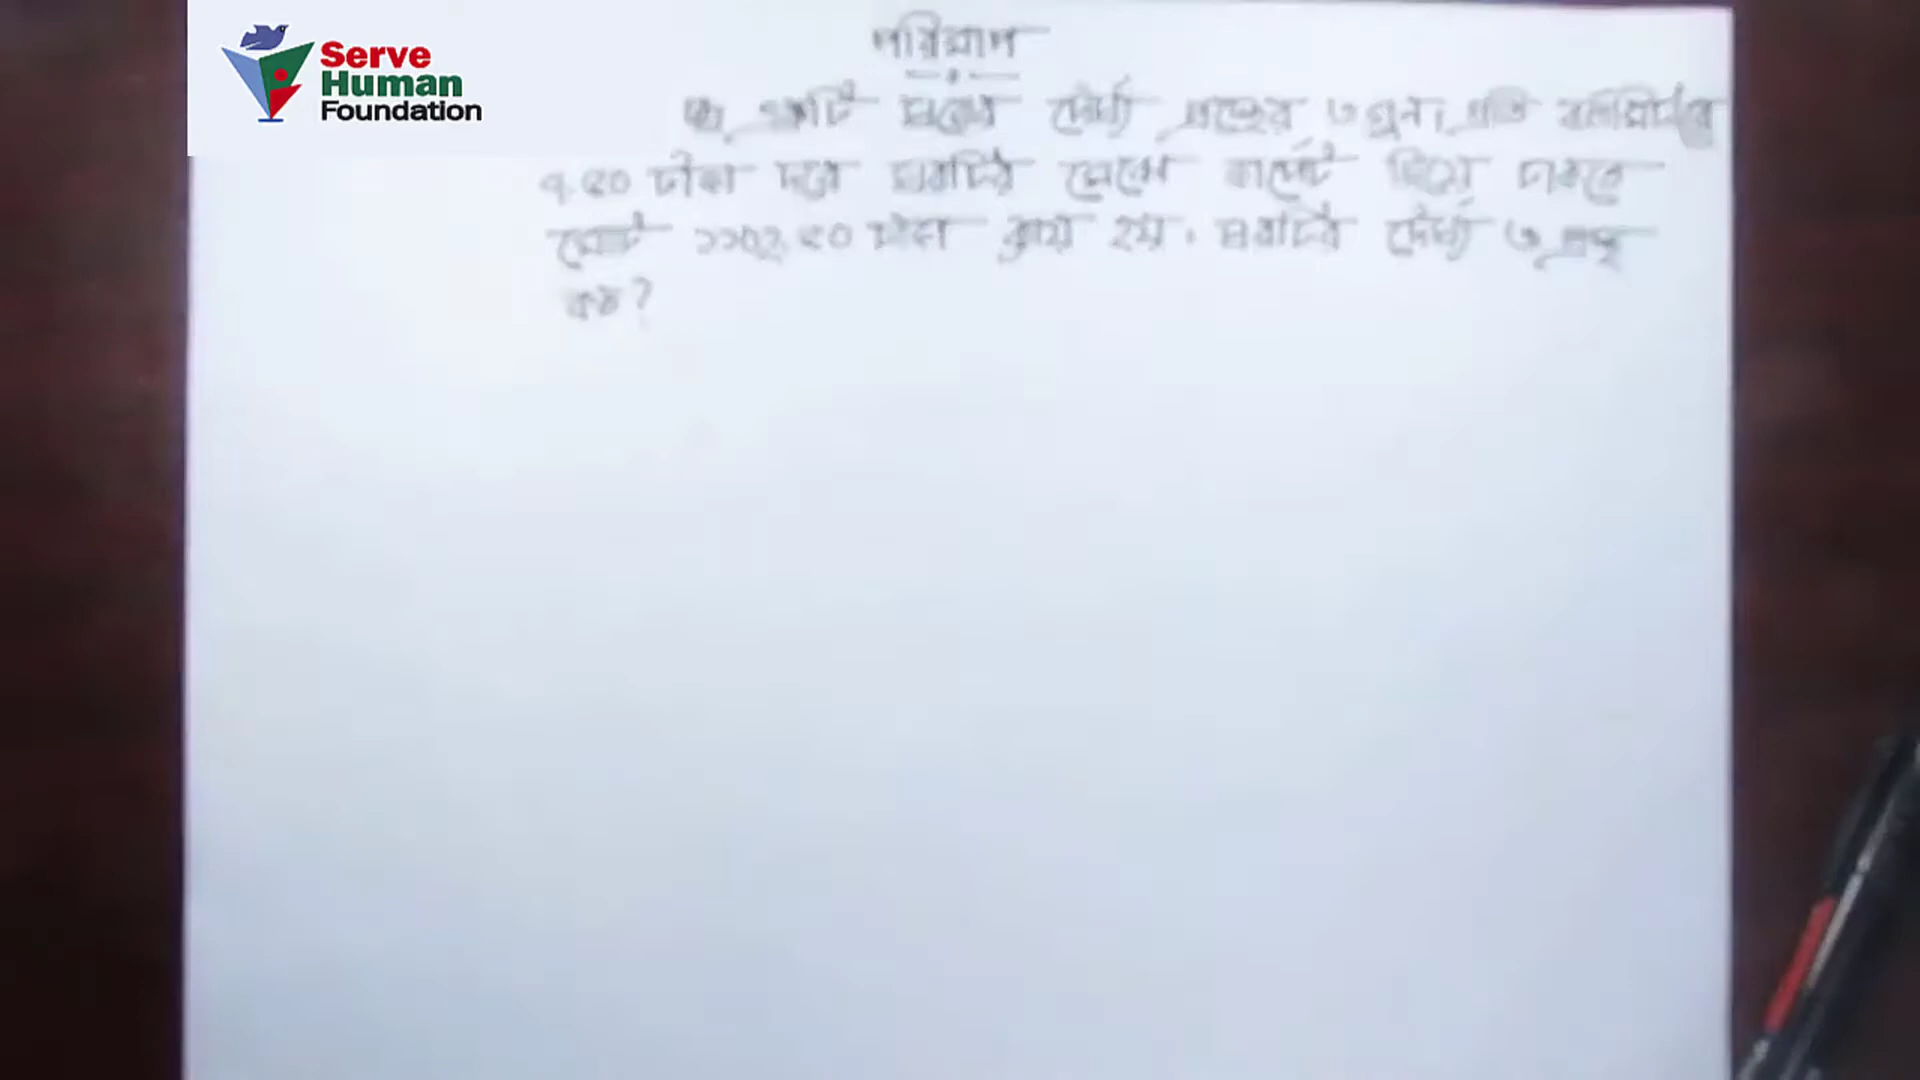 Serve
Human
Foundation
পরিমাপ
একটি ঘরের দৈর্ঘ্য প্রস্থের ৩ গুন। প্রতি বর্গমিটারে
৭.৫০ টাকা দরে ঘরটির মেঝে কার্পেট দিয়ে ঢাকতে
মোট ১১০২.৫০ টাকা ব্যয় হয়। ঘরটির দৈর্ঘ্য ও প্রস্থ
কত?